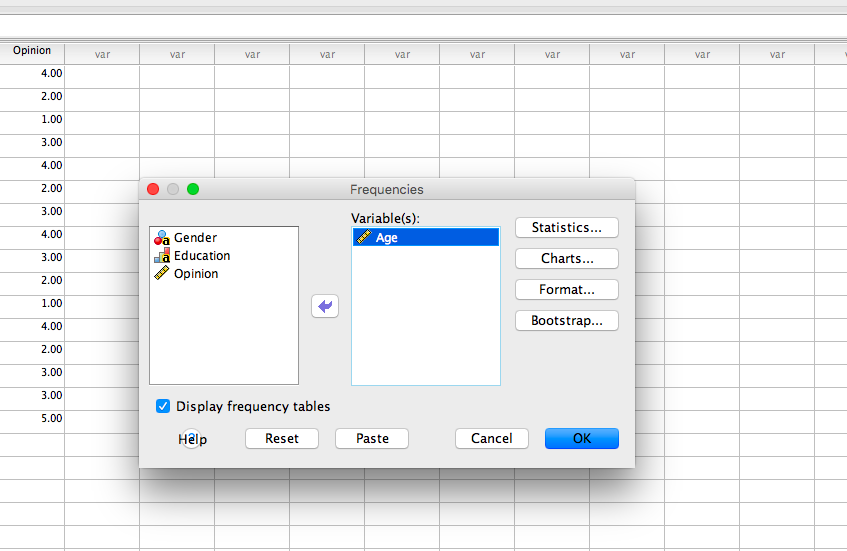 Opinion var var var var var var var var var var
4.00
2.00
1.00
3.00
4.00
2.00
Frequencies
3.00
Variable(s):
Statistics...
4.00
Gender
Age
3.00
Education
Charts...
Opinion
2.00
Format...
1.00
Bootstrap...
4.00
2.00
3.00
3.00
Display frequency tables
5.00
Help Reset Paste Cancel OK